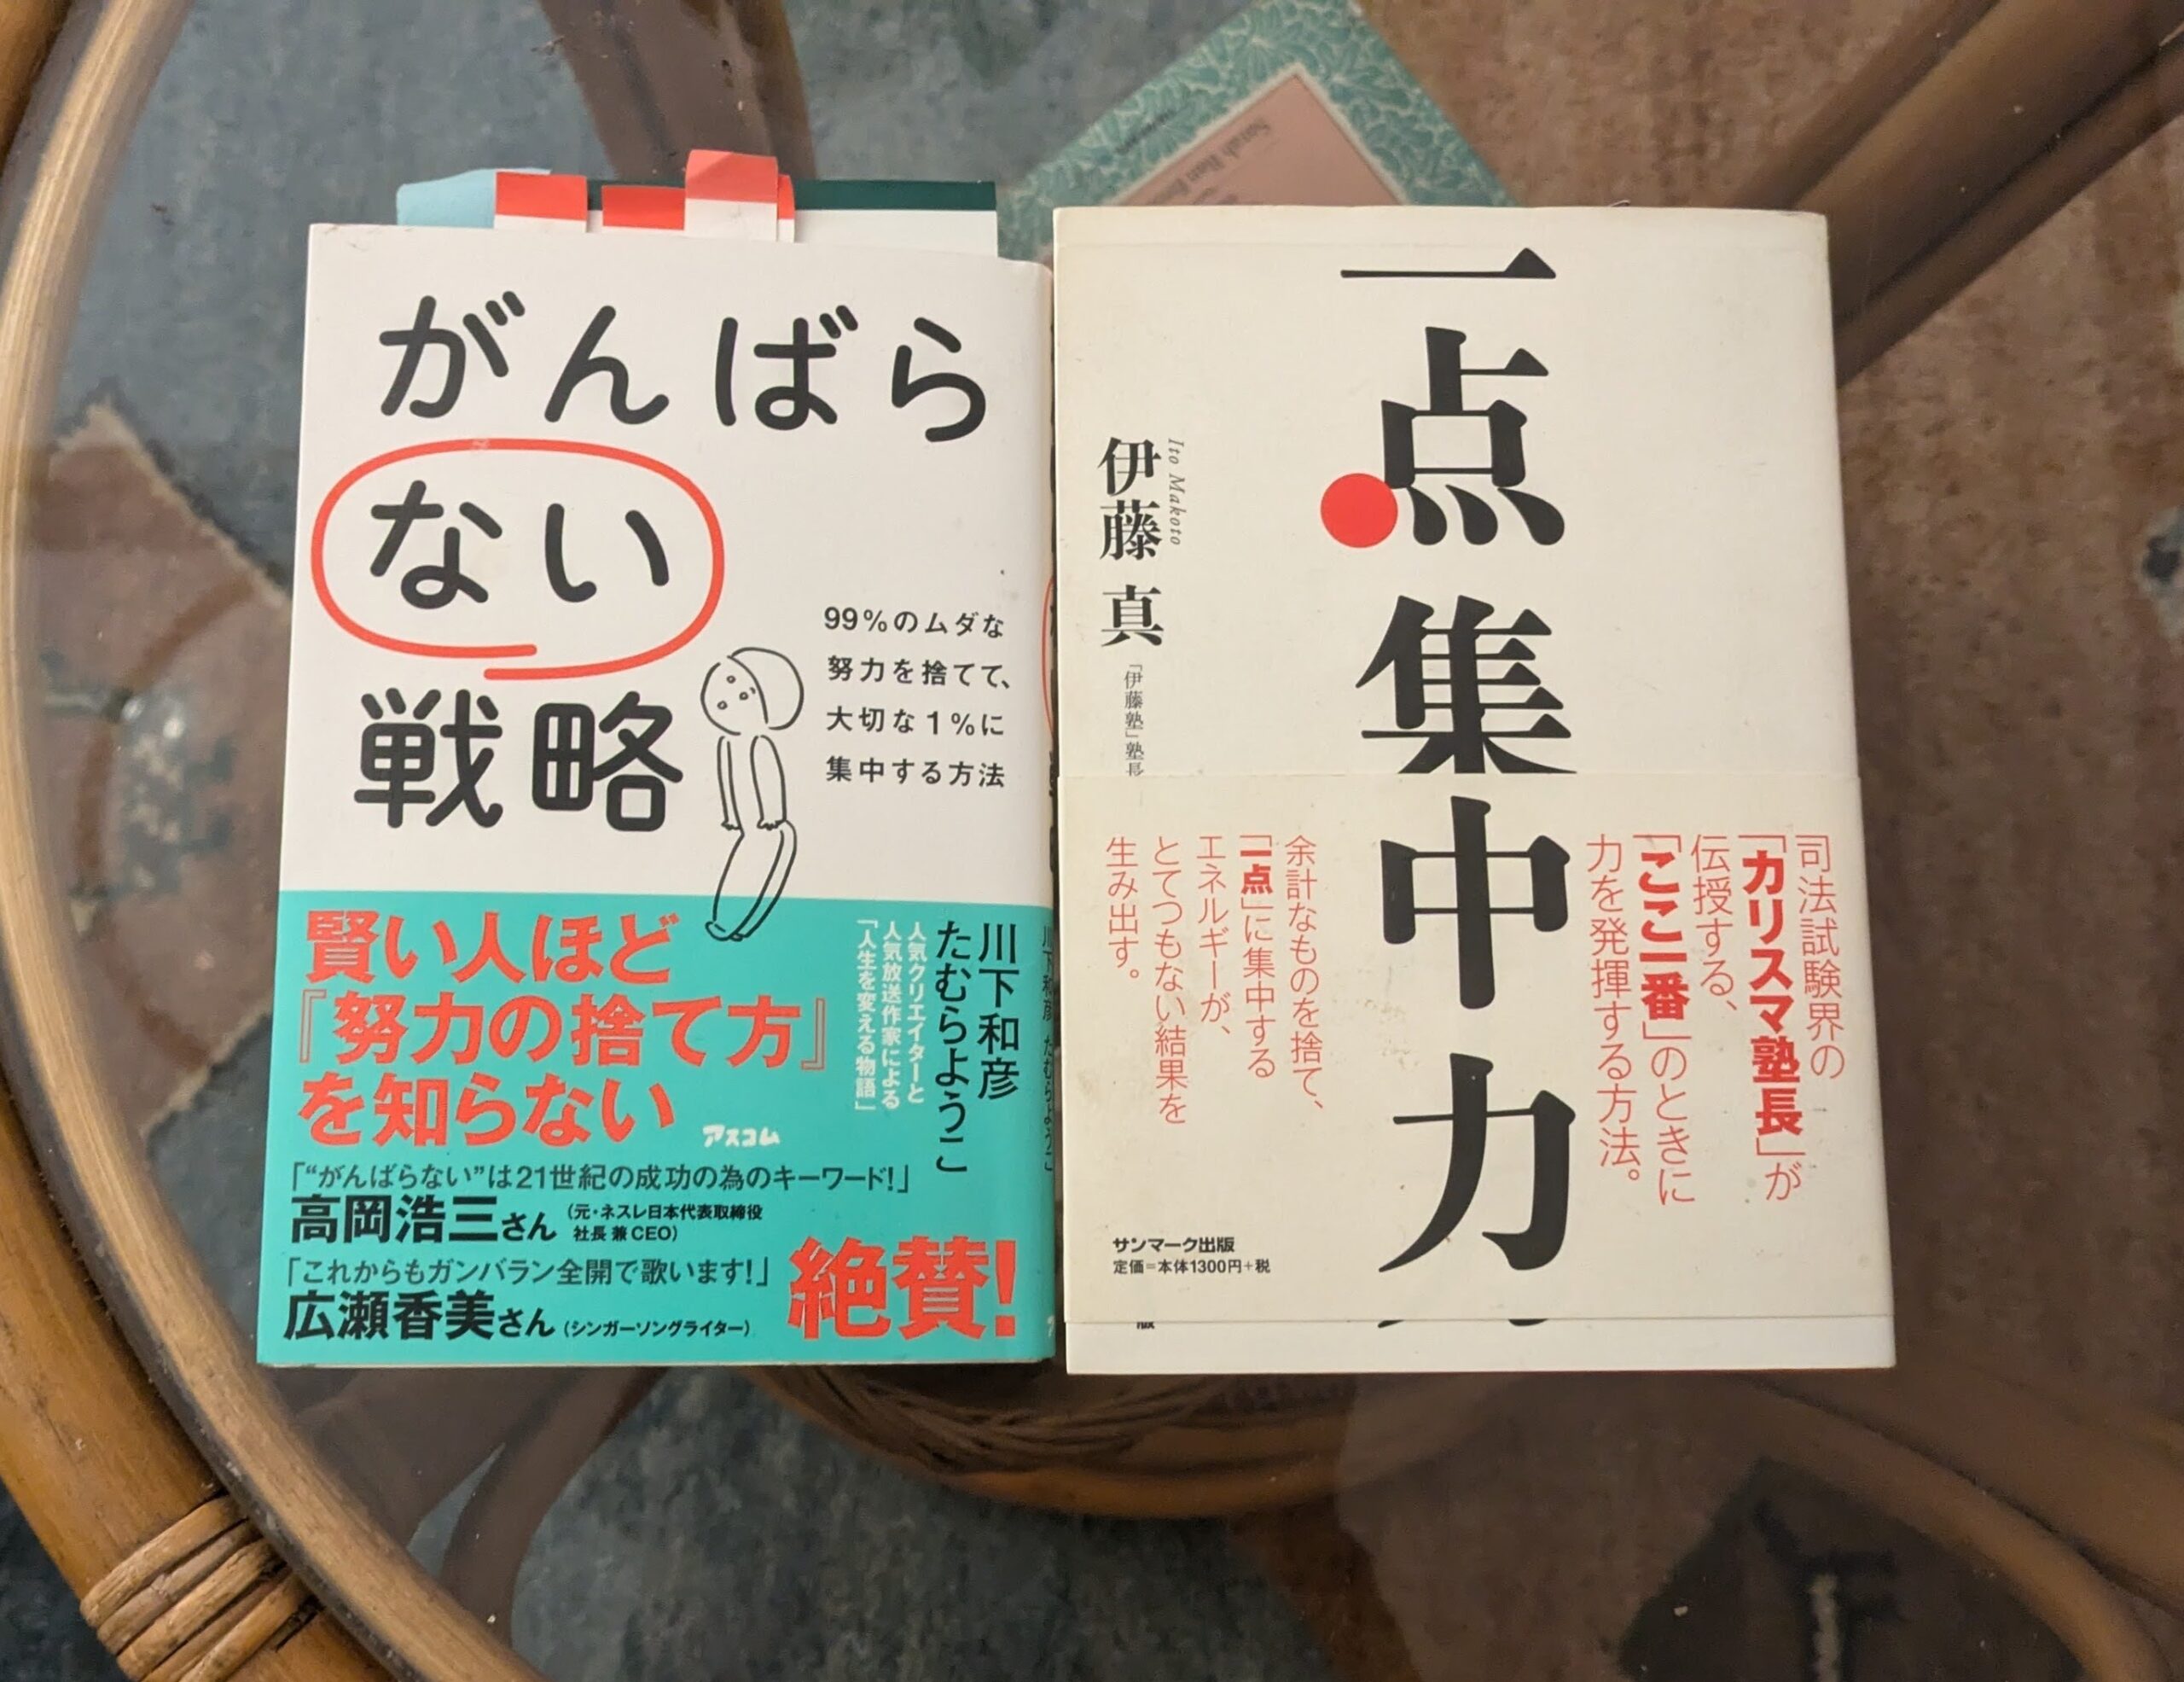 がんばら
ない
戦略
99%のムダな
努力を捨てて、
大切な1%に
集中する方法
賢い人ほど
『努力の捨て方』
を知らない
川下和彦
たむらようこ
人気クリエイターと
人気放送作家による
「人生を変える物語」
アスコム
「“がんばらない”は21世紀の成功の為のキーワード!」
高岡浩三さん
(元・ネスレ日本代表取締役
社長 兼 CEO)
「これからもガンバラン全開で歌います!」
広瀬香美さん(シンガーソングライター)
絶賛!
川下和彦 たむらようこ
一点集中力
Ito Makoto
伊藤 真
「伊藤塾」塾長
司法試験界の
「カリスマ塾長」が
伝授する、
「ここ一番」のときに
力を発揮する方法。
余計なものを捨て、
「一点」に集中する
エネルギーが、
とてつもない結果を
生み出す。
サンマーク出版
定価=本体1300円+税